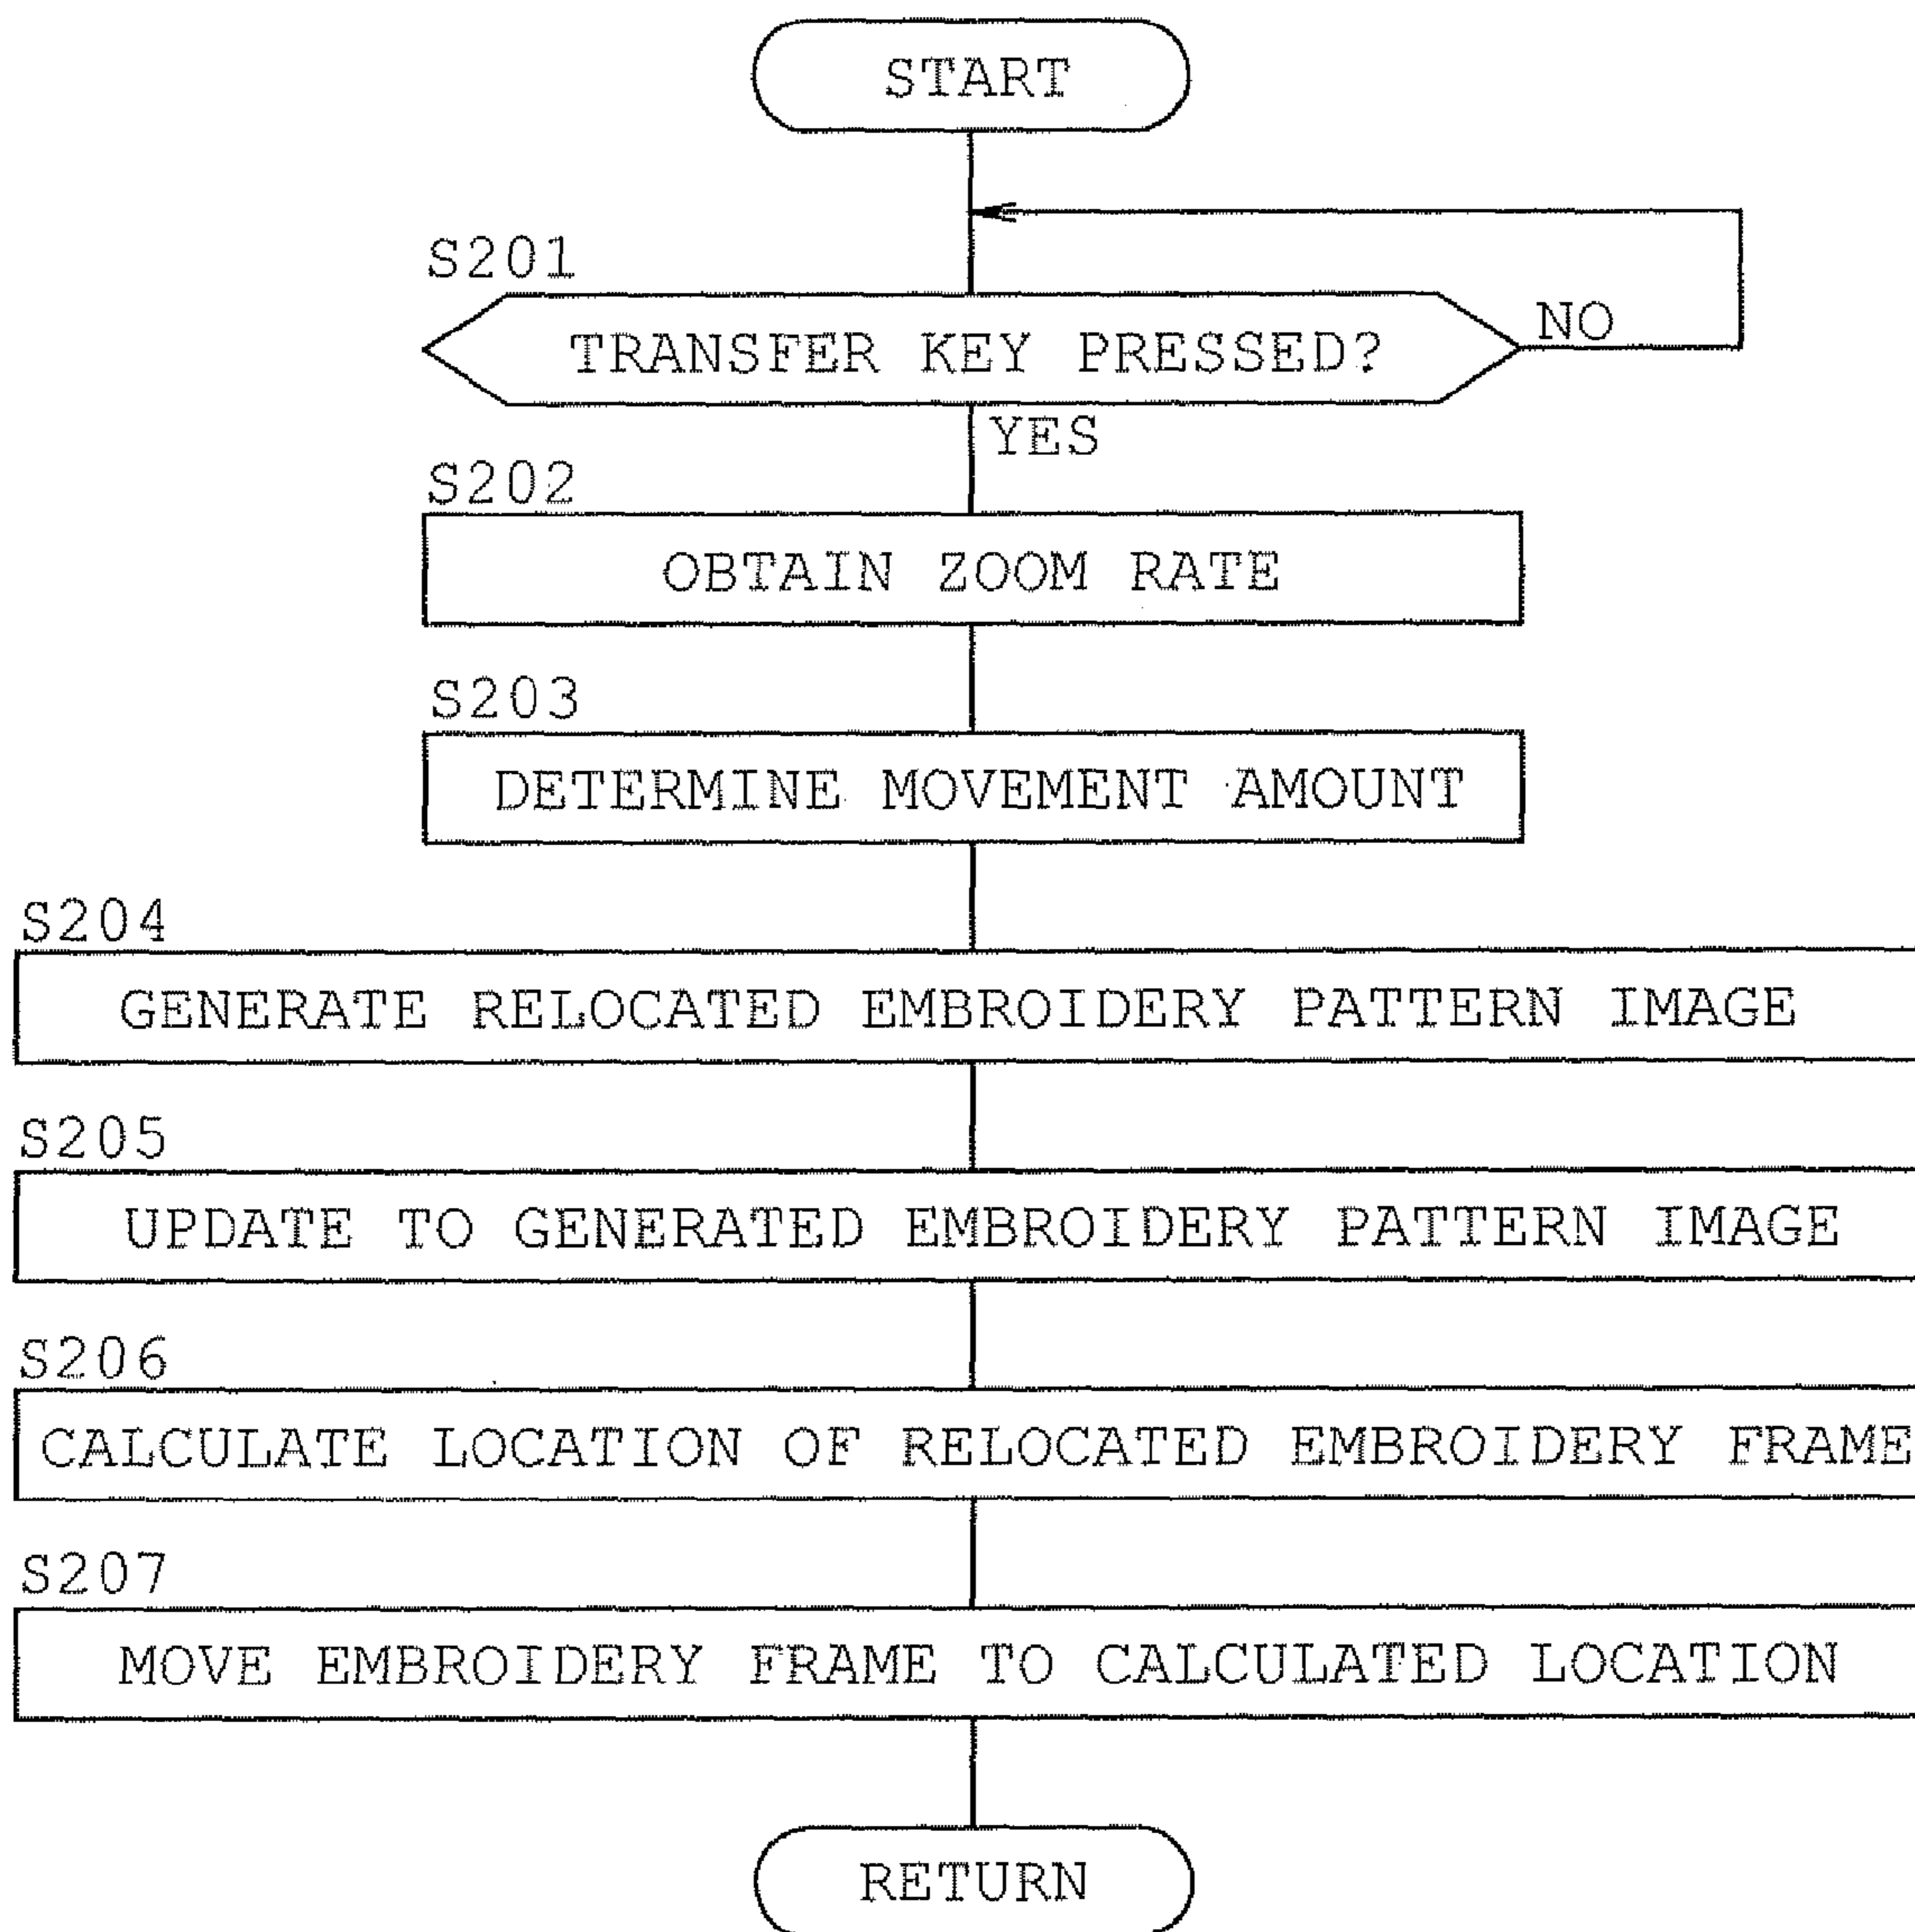 START
S201
TRANSFER KEY PRESSED?
NO
YES
S202
OBTAIN ZOOM RATE
S203
DETERMINE MOVEMENT AMOUNT
S204
GENERATE RELOCATED EMBROIDERY PATTERN IMAGE
S205
UPDATE TO GENERATED EMBROIDERY PATTERN IMAGE
S206
CALCULATE LOCATION OF RELOCATED EMBROIDERY FRAME
S207
MOVE EMBROIDERY FRAME TO CALCULATED LOCATION
RETURN